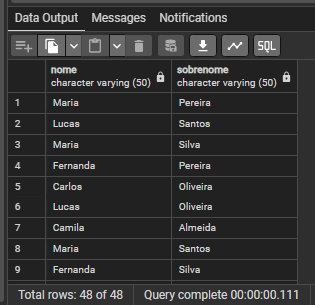 Data Output Messages Notifications
SQL
nome sobrenome
character varying (50) character varying (50)
1 Maria Pereira
2 Lucas Santos
3 Maria Silva
4 Fernanda Pereira
5 Carlos Oliveira
6 Lucas Oliveira
7 Camila Almeida
8 Maria Santos
9 Fernanda Silva
Total rows: 48 of 48 Query complete 00:00:00.111